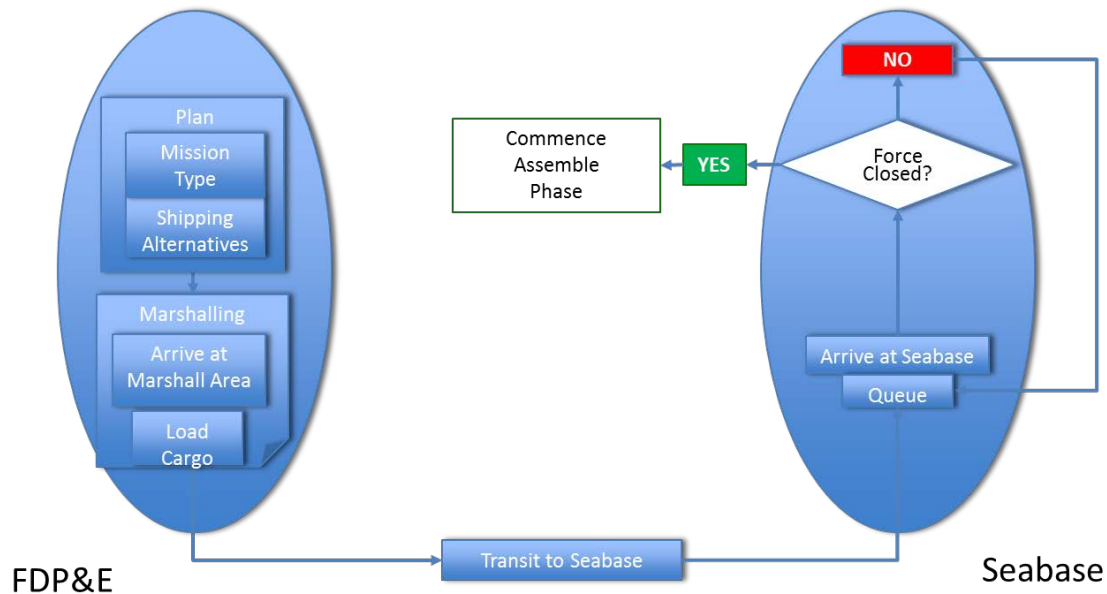 Plan
Mission
Type
Shipping
Alternatives
Marshalling
Arrive at
Marshall Area
Load
Cargo
FDP&E
Transit to Seabase
Commence
Assemble
Phase
YES
NO
Force
Closed?
Arrive at Seabase
Queue
Seabase